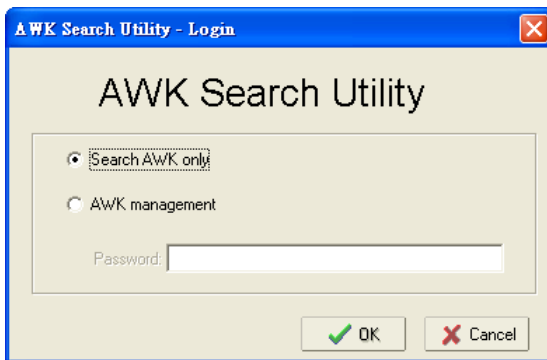 AWK Search Utility - Login
AWK Search Utility
Search AWK only
AWK management
Password:
OK
Cancel